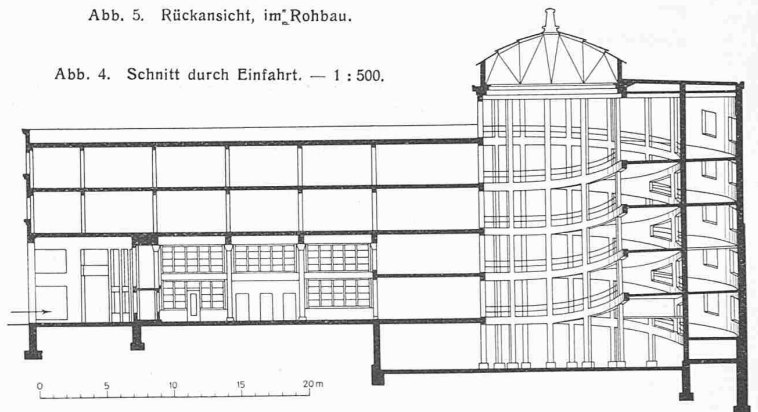 Abb. 5. Rückansicht, im Rohbau.
Abb. 4. Schnitt durch Einfahrt. — 1 : 500.
0 5 10 15 20 m